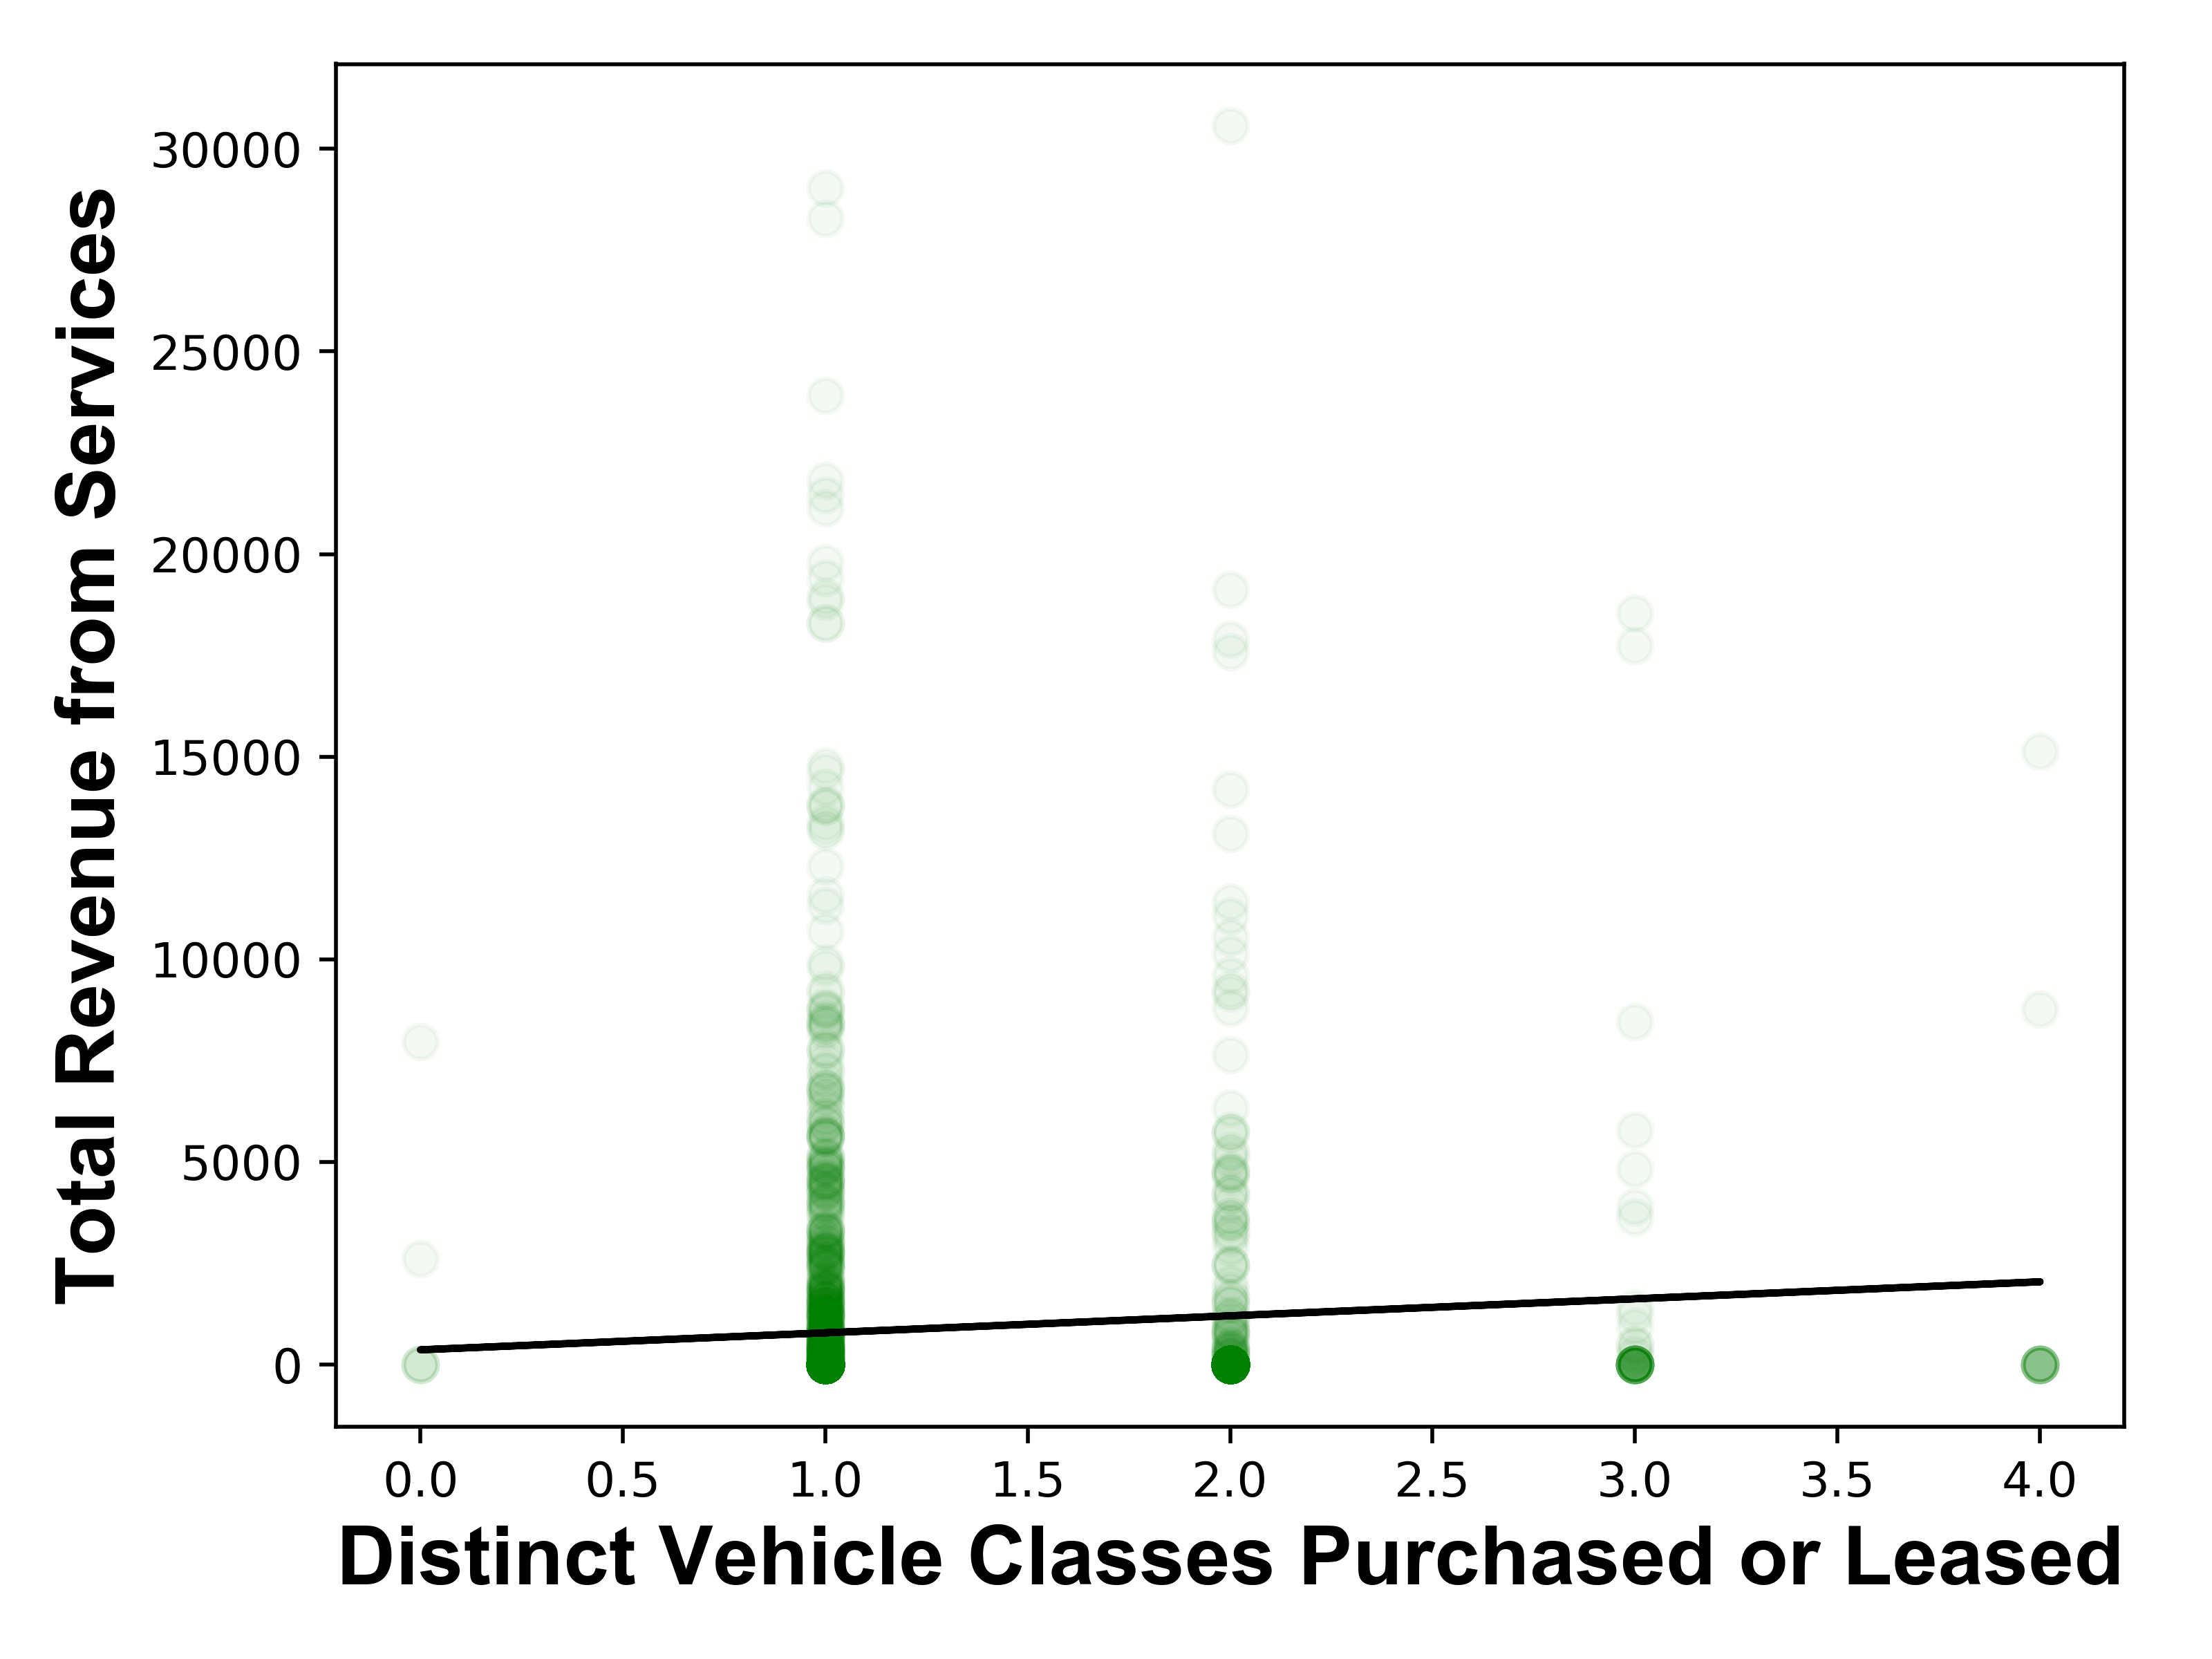 Total Revenue from Services
30000
25000
20000
15000
10000
5000
0
0.0 0.5 1.0 1.5 2.0 2.5 3.0 3.5 4.0
Distinct Vehicle Classes Purchased or Leased